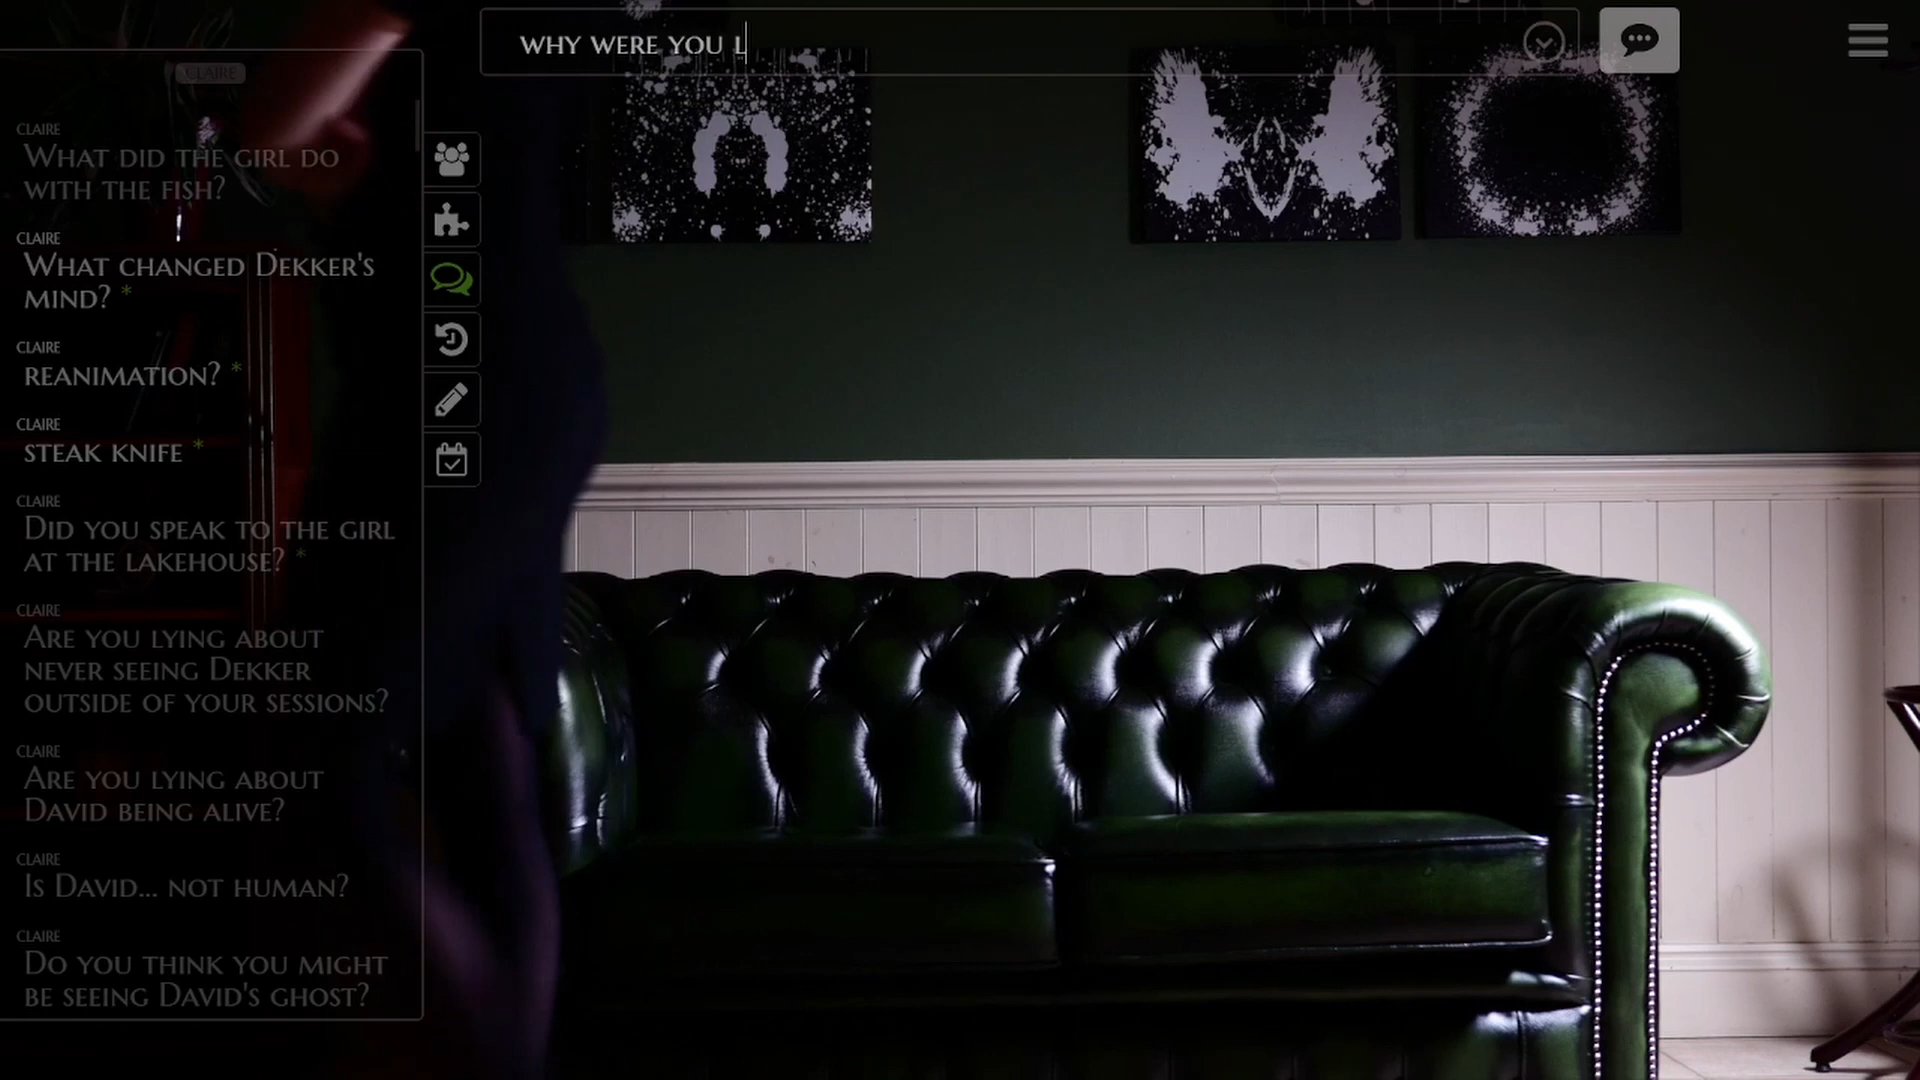 WHY WERE YOU L
CLAIRE
CLAIRE
WHAT DID THE GIRL DO
WITH THE FISH?
CLAIRE
WHAT CHANGED DEKKER'S
MIND? *
CLAIRE
REANIMATION? *
CLAIRE
STEAK KNIFE *
CLAIRE
DID YOU SPEAK TO THE GIRL
AT THE LAKEHOUSE? *
CLAIRE
ARE YOU LYING ABOUT
NEVER SEEING DEKKER
OUTSIDE OF YOUR SESSIONS?
CLAIRE
ARE YOU LYING ABOUT
DAVID BEING ALIVE?
CLAIRE
IS DAVID... NOT HUMAN?
CLAIRE
DO YOU THINK YOU MIGHT
BE SEEING DAVID'S GHOST?